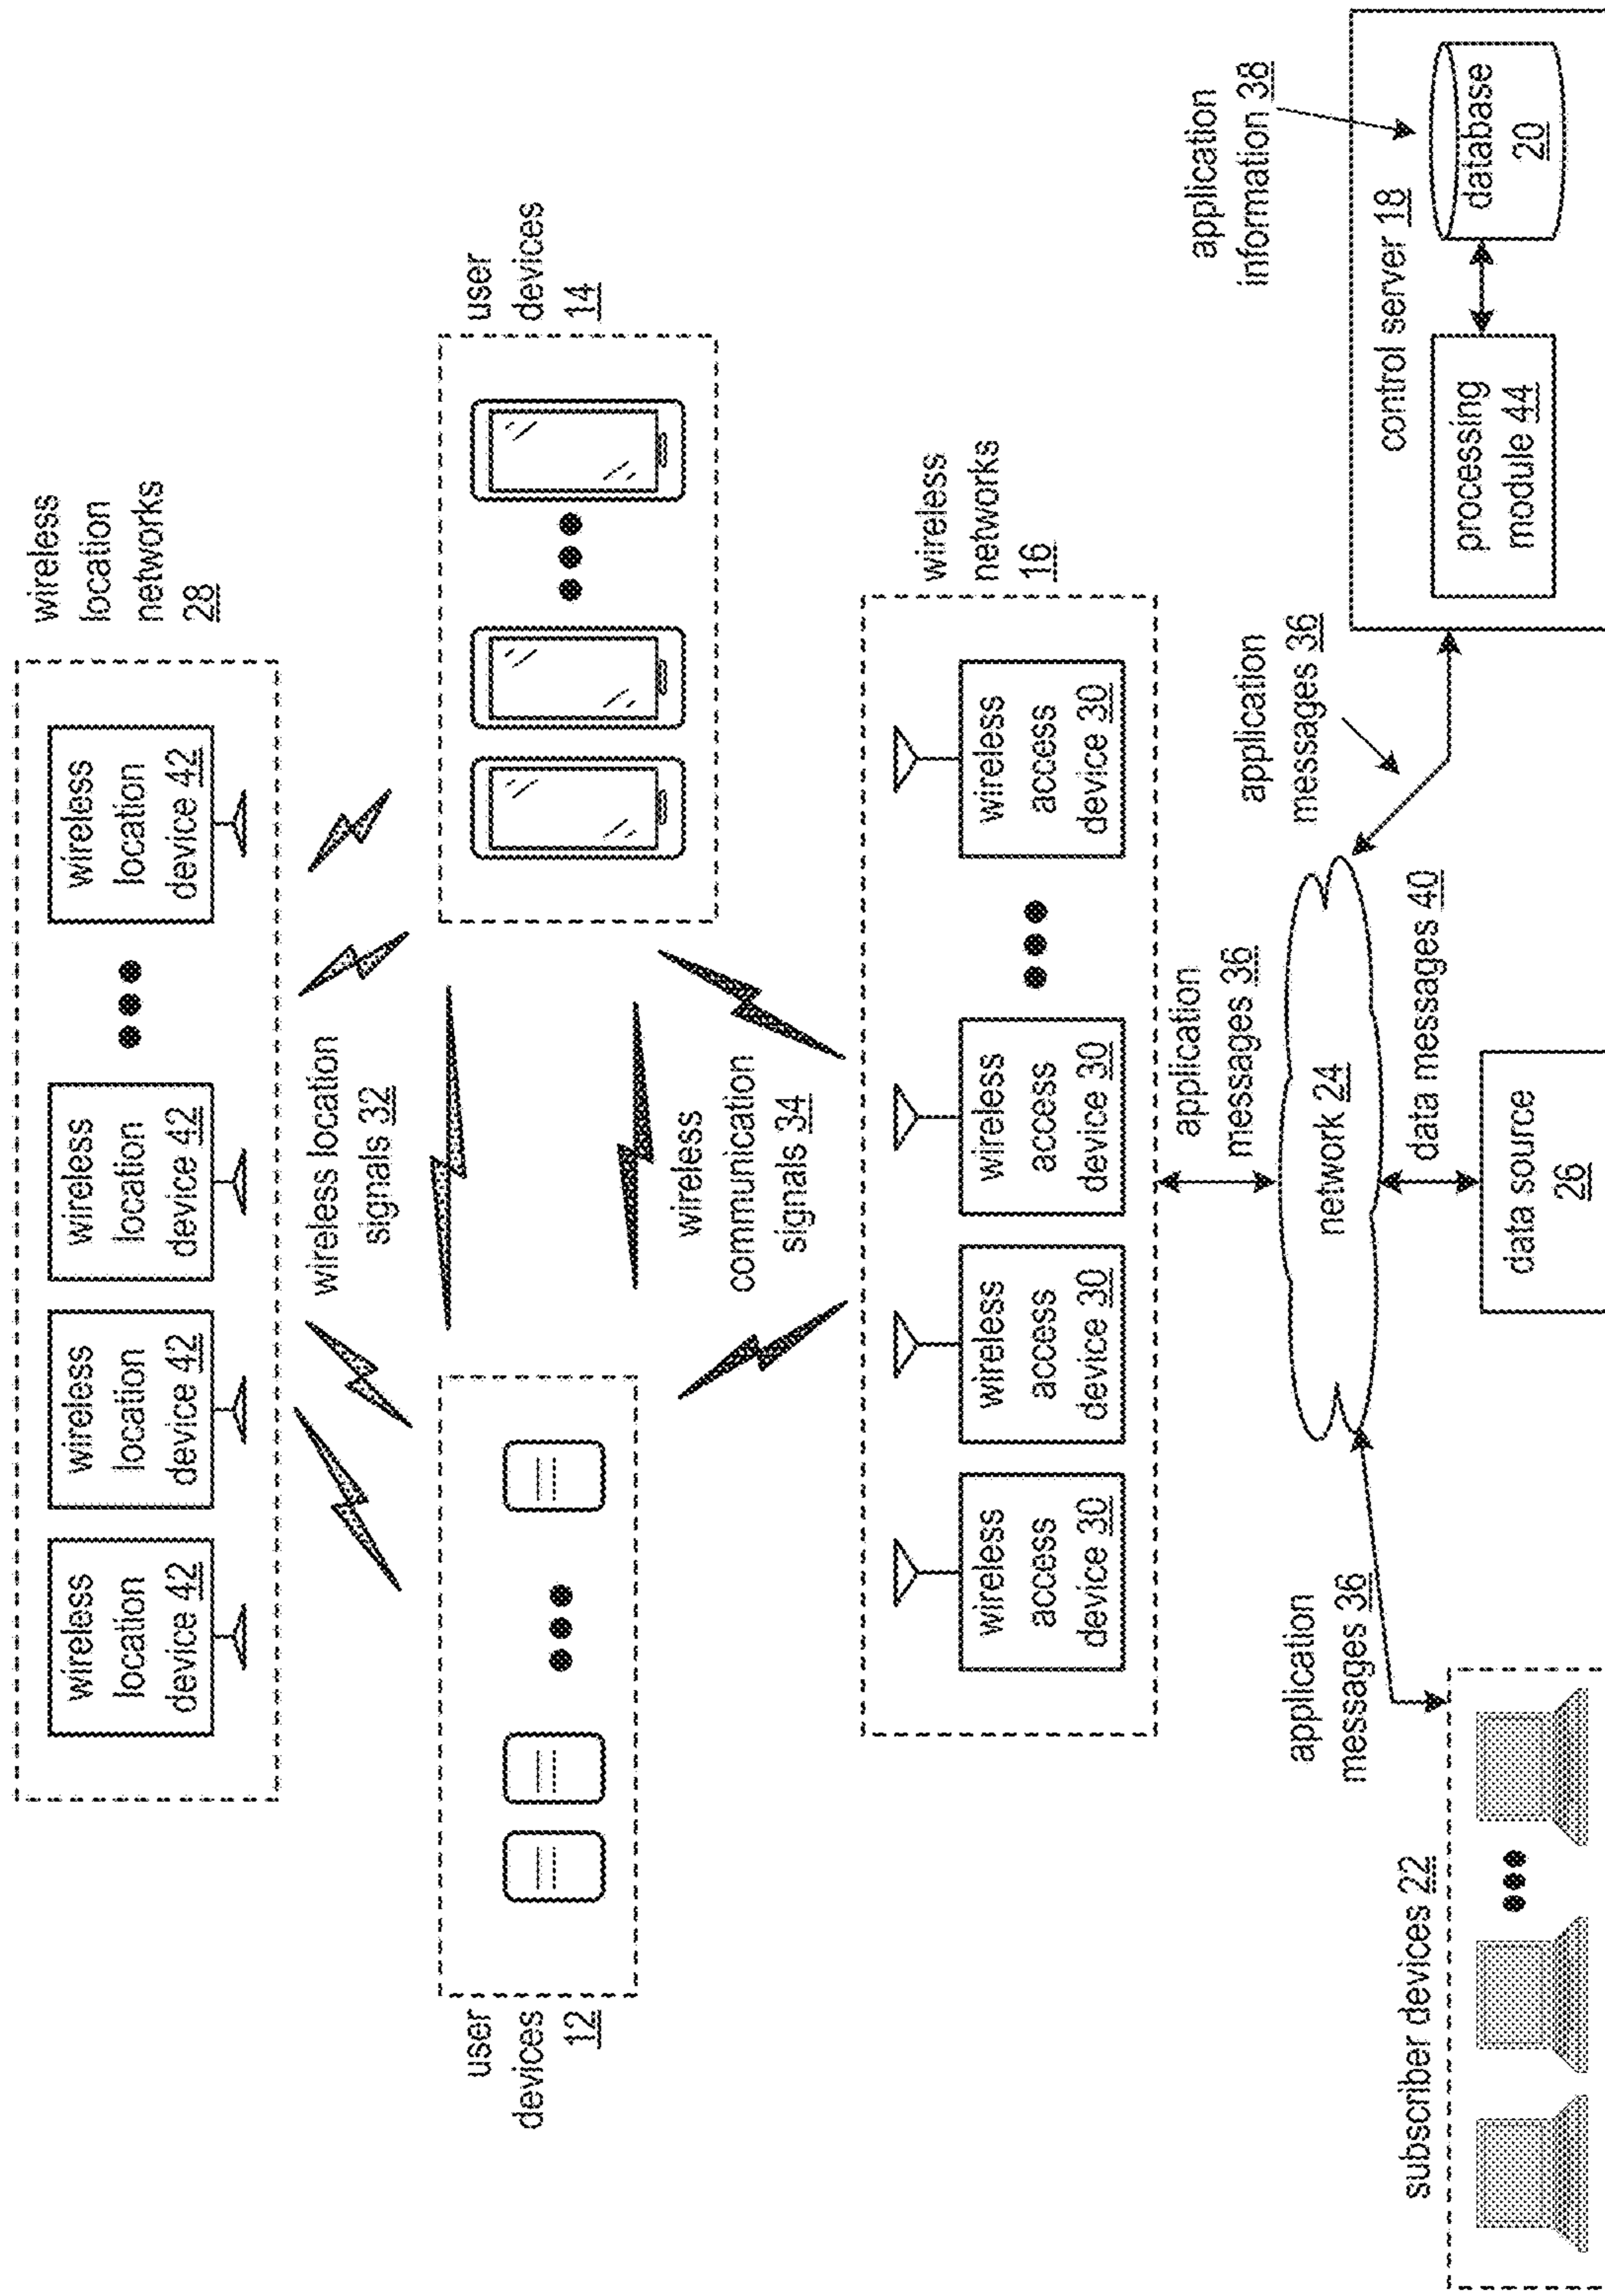 wireless
location
networks
28
wireless
location
device 42
wireless
location
device 42
wireless
location
device 42
wireless
location
device 42
wireless location
signals 32
user
devices
12
user
devices
14
wireless
communication
signals 34
wireless
networks
16
wireless
access
device 30
wireless
access
device 30
wireless
access
device 30
wireless
access
device 30
application
messages 36
application
messages 36
application
messages 36
network 24
data messages 40
data source
26
subscriber devices 22
application
information 38
control server 18
processing
module 44
database
20